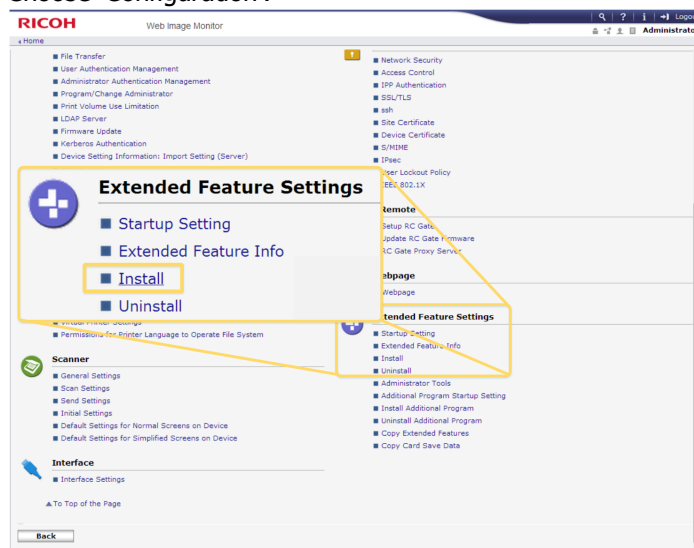 RICOH
Web Image Monitor
?
i
Logo
Administrato
Home
File Transfer
User Authentication Management
Administrator Authentication Management
Program/Change Administrator
Print Volume Use Limitation
LDAP Server
Firmware Update
Kerberos Authentication
Device Setting Information: Import Setting (Server)
Network Security
Access Control
IPP Authentication
SSL/TLS
ssh
Site Certificate
Device Certificate
S/MIME
IPsec
User Lockout Policy
IEEE 802.1X
Extended Feature Settings
Startup Setting
Extended Feature Info
Install
Uninstall
Remote
Setup RC Gate
Update RC Gate Firmware
RC Gate Proxy Server
ebpage
Webpage
Virtual Printer Settings
Permissions for Printer Language to Operate File System
Scanner
General Settings
Scan Settings
Send Settings
Initial Settings
Default Settings for Normal Screens on Device
Default Settings for Simplified Screens on Device
Interface
Interface Settings
To Top of the Page
tended Feature Settings
Startup Setting
Extended Feature Info
Install
Uninstall
Administrator Tools
Additional Program Startup Setting
Install Additional Program
Uninstall Additional Program
Copy Extended Features
Copy Card Save Data
Back